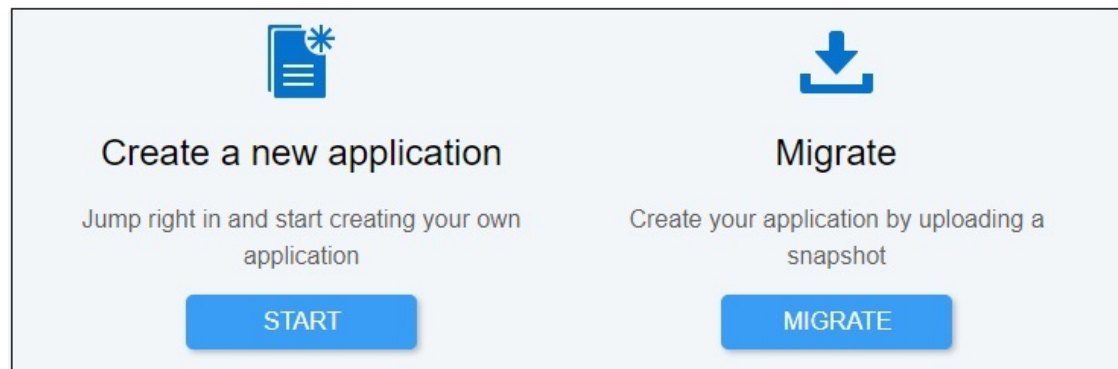 Create a new application
Jump right in and start creating your own
application
START
Migrate
Create your application by uploading a
snapshot
MIGRATE